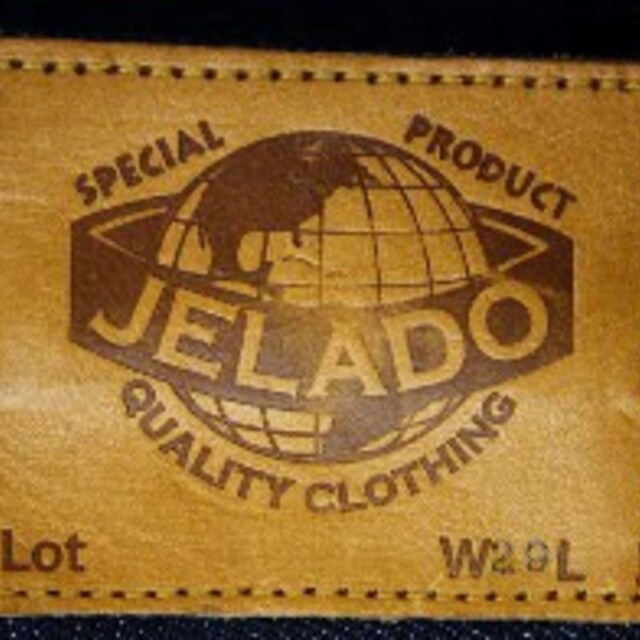 SPECIAL PRODUCT
JELADO
QUALITY CLOTHING
Lot W29L